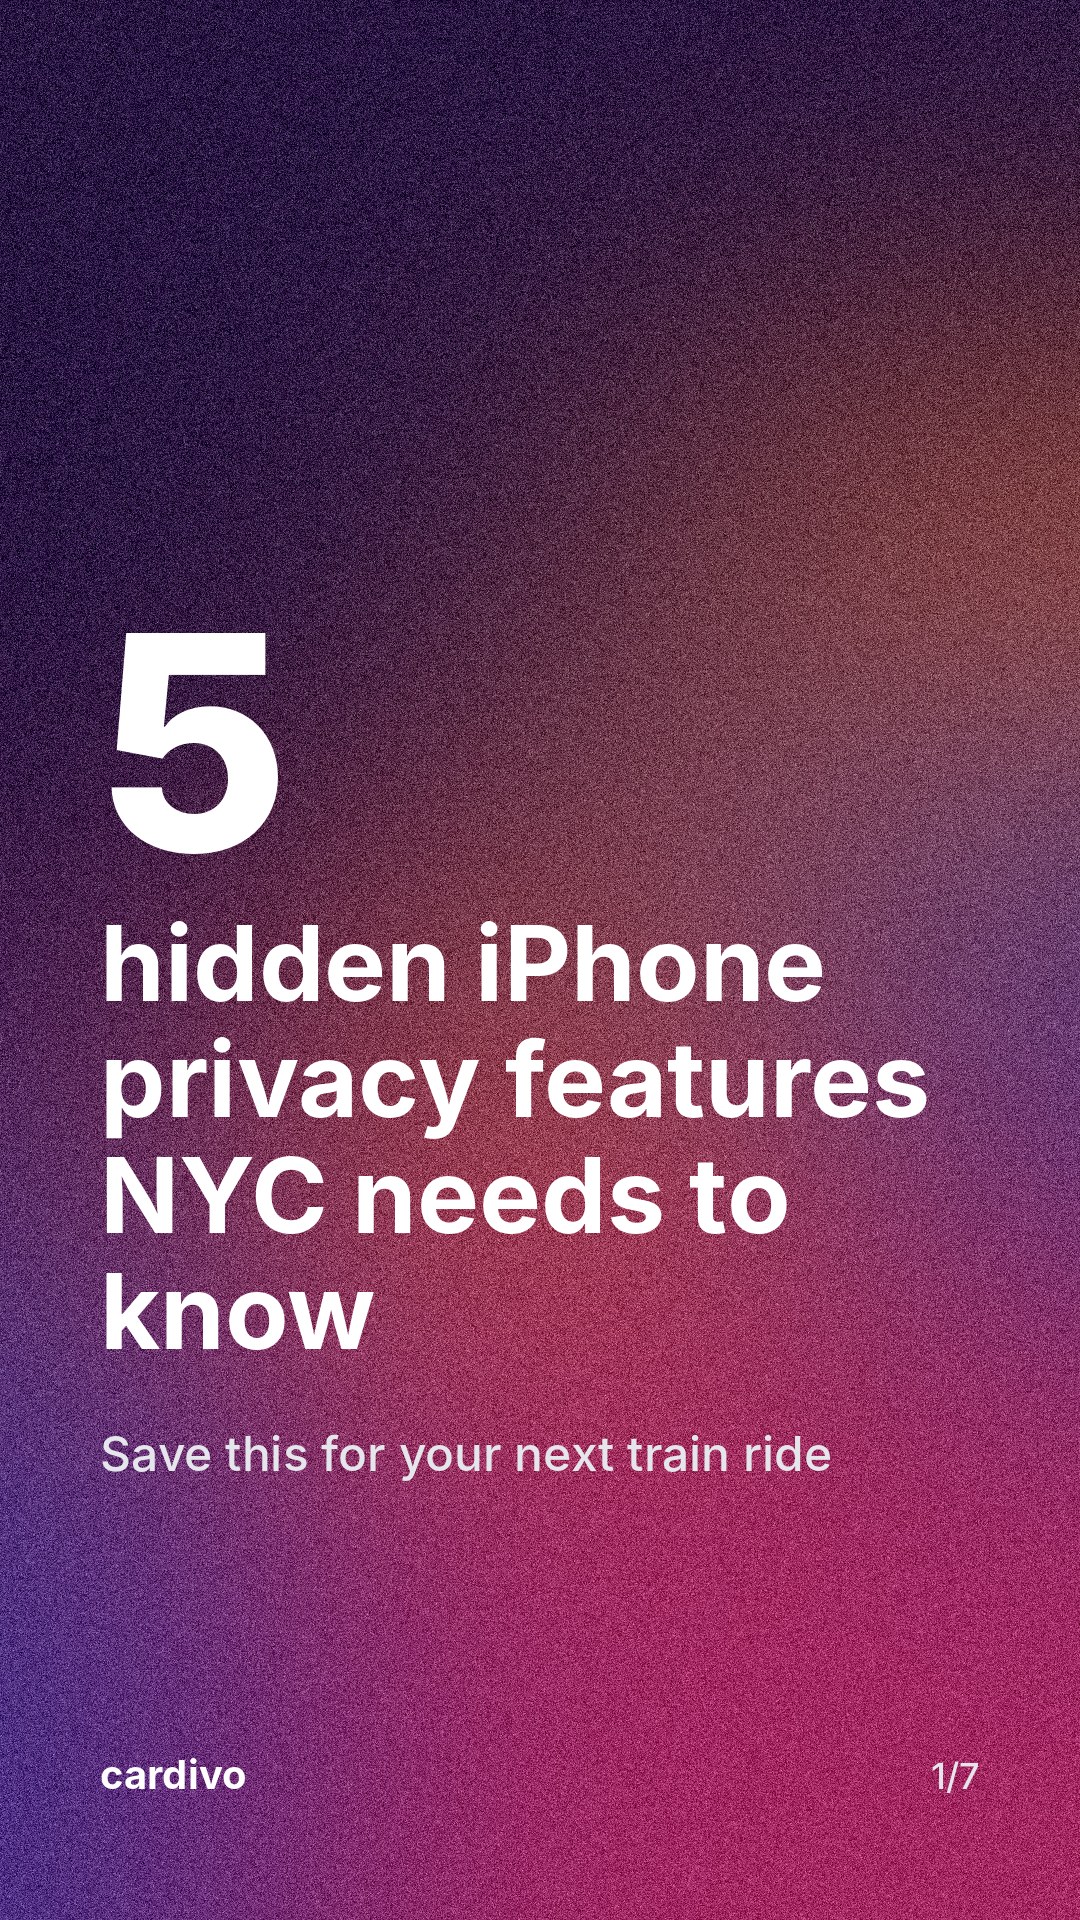 5
hidden iPhone
privacy features
NYC needs to
know
Save this for your next train ride
cardivo
1/7